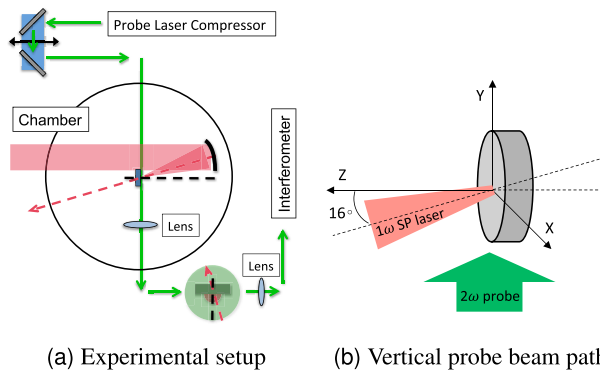 Probe Laser Compressor
Chamber
Lens
Lens
Interferometer
(a) Experimental setup
Y
Z
16°
1ω SP laser
X
2ω probe
(b) Vertical probe beam path